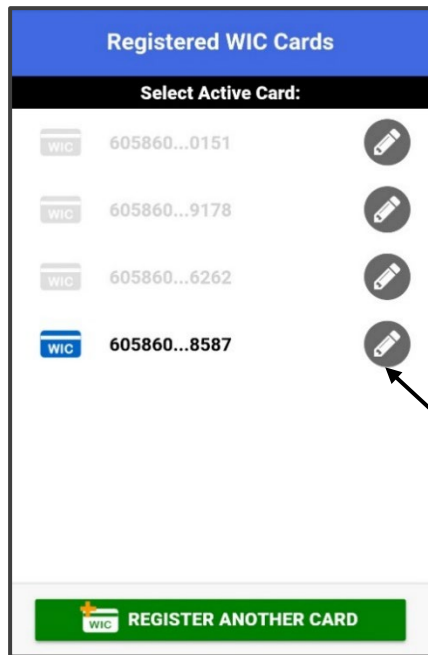 Registered WIC Cards
Select Active Card:
WIC 605860...0151
WIC 605860...9178
WIC 605860...6262
WIC 605860...8587
WIC REGISTER ANOTHER CARD